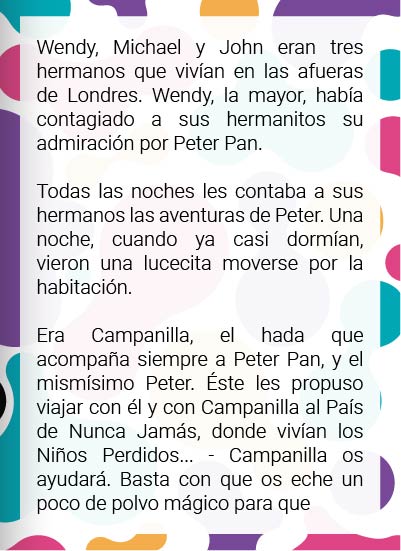 Wendy, Michael y John eran tres
hermanos que vivían en las afueras
de Londres. Wendy, la mayor, había
contagiado a sus hermanitos su
admiración por Peter Pan.

Todas las noches les contaba a sus
hermanos las aventuras de Peter. Una
noche, cuando ya casi dormían,
vieron una lucecita moverse por la
habitación.

Era Campanilla, el hada que
acompaña siempre a Peter Pan, y el
mismísimo Peter. Éste les propuso
viajar con él y con Campanilla al País
de Nunca Jamás, donde vivían los
Niños Perdidos... - Campanilla os
ayudará. Basta con que os eche un
poco de polvo mágico para que